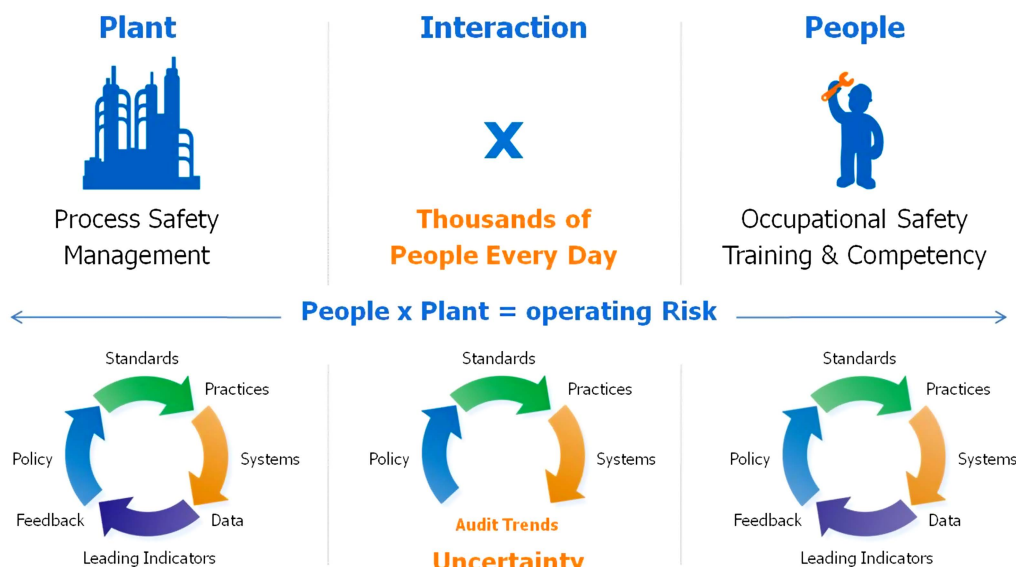 Plant
Interaction
People
x
Process Safety
Management
Thousands of
People Every Day
Occupational Safety
Training & Competency
People x Plant = operating Risk
Standards
Practices
Systems
Data
Leading Indicators
Feedback
Policy
Standards
Practices
Systems
Audit Trends
Uncertainty
Policy
Standards
Practices
Systems
Data
Leading Indicators
Feedback
Policy